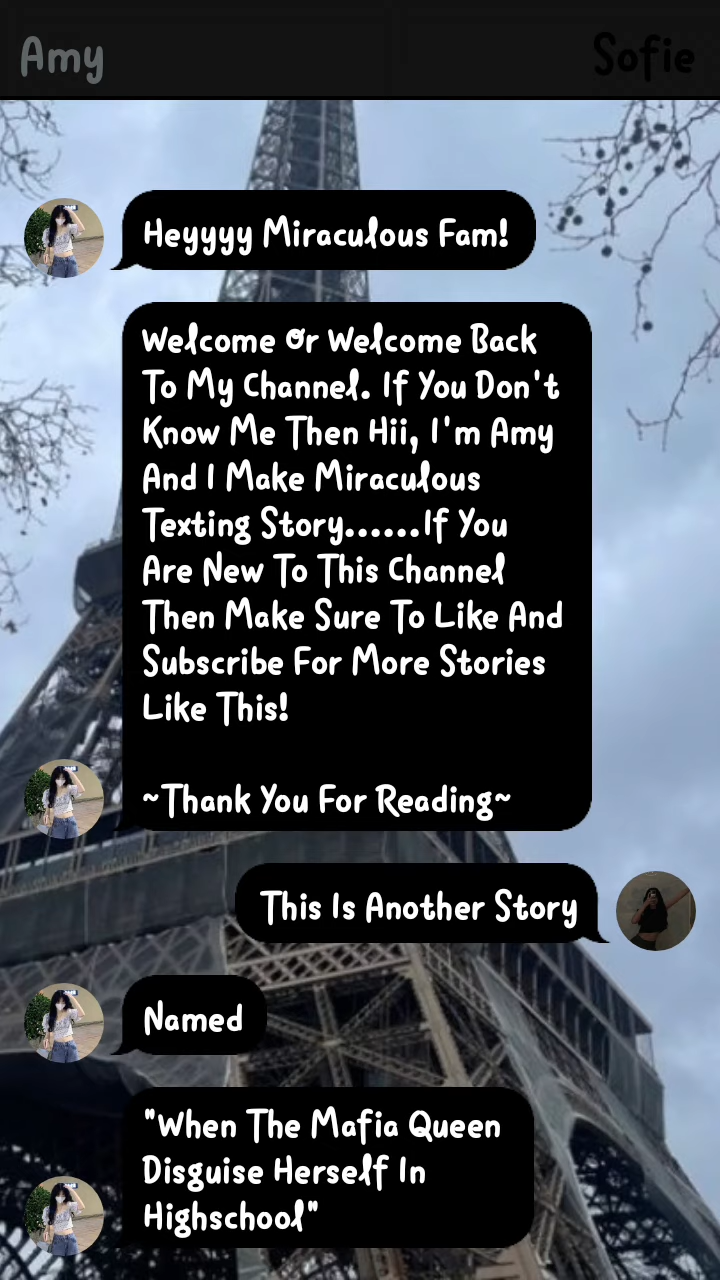 Amy
Sofie
Heyyyy Miraculous Fam!
Welcome Or Welcome Back
To My Channel. If You Don't
Know Me Then Hii, I'm Amy
And I Make Miraculous
Texting Story......If You
Are New To This Channel
Then Make Sure To Like And
Subscribe For More Stories
Like This!
~Thank You For Reading~
This Is Another Story
Named
"When The Mafia Queen
Disguise Herself In
Highschool"